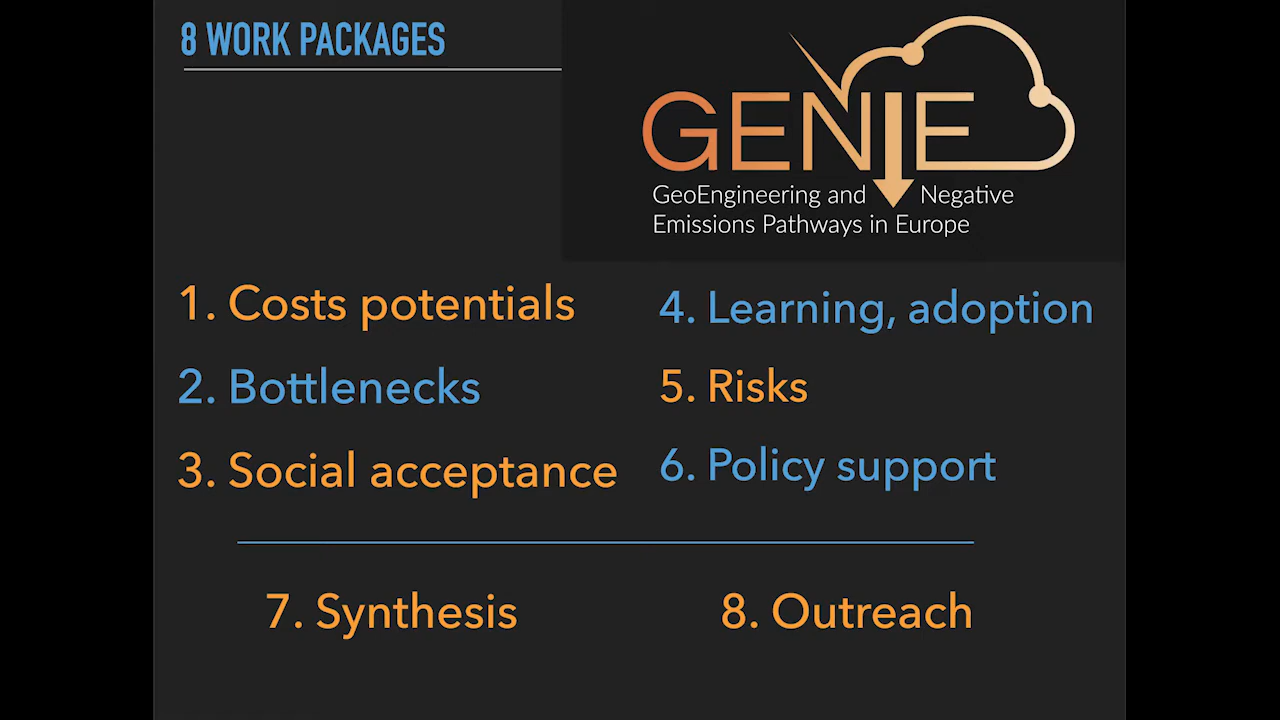 8 WORK PACKAGES
GENIE
GeoEngineering and Negative
Emissions Pathways in Europe
1. Costs potentials
2. Bottlenecks
3. Social acceptance
4. Learning, adoption
5. Risks
6. Policy support
7. Synthesis
8. Outreach